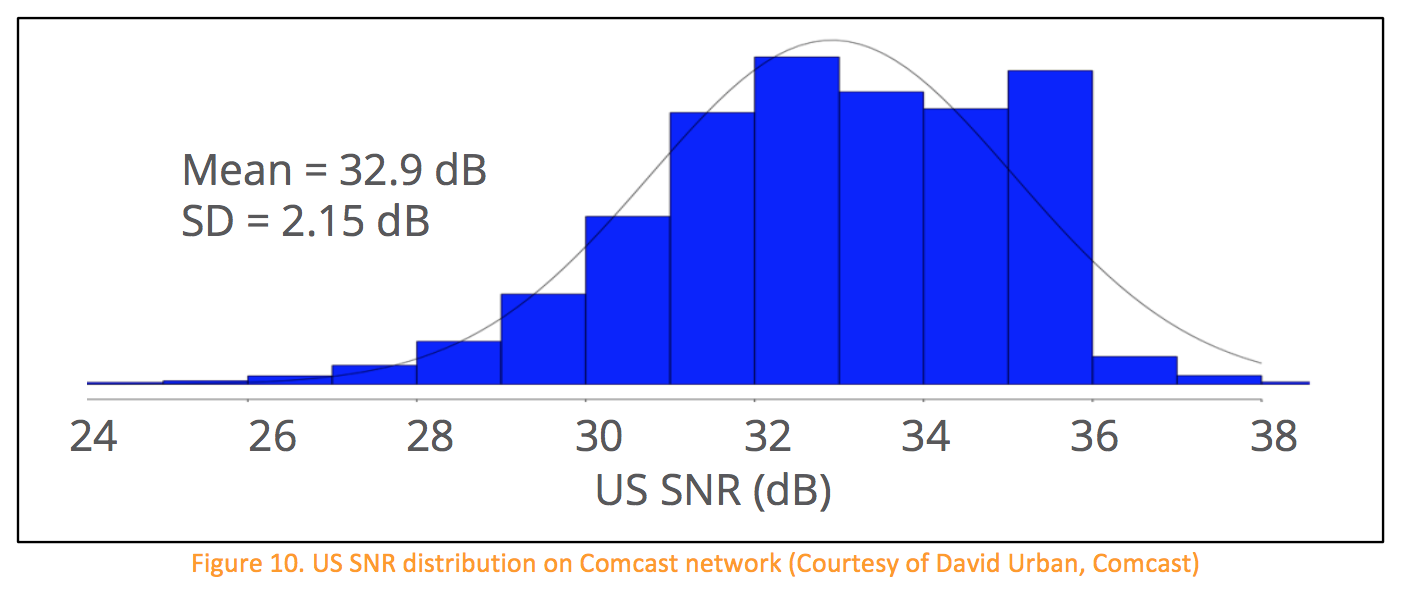 Mean = 32.9 dB
SD = 2.15 dB
24 26 28 30 32 34 36 38
US SNR (dB)
Figure 10. US SNR distribution on Comcast network (Courtesy of David Urban, Comcast)